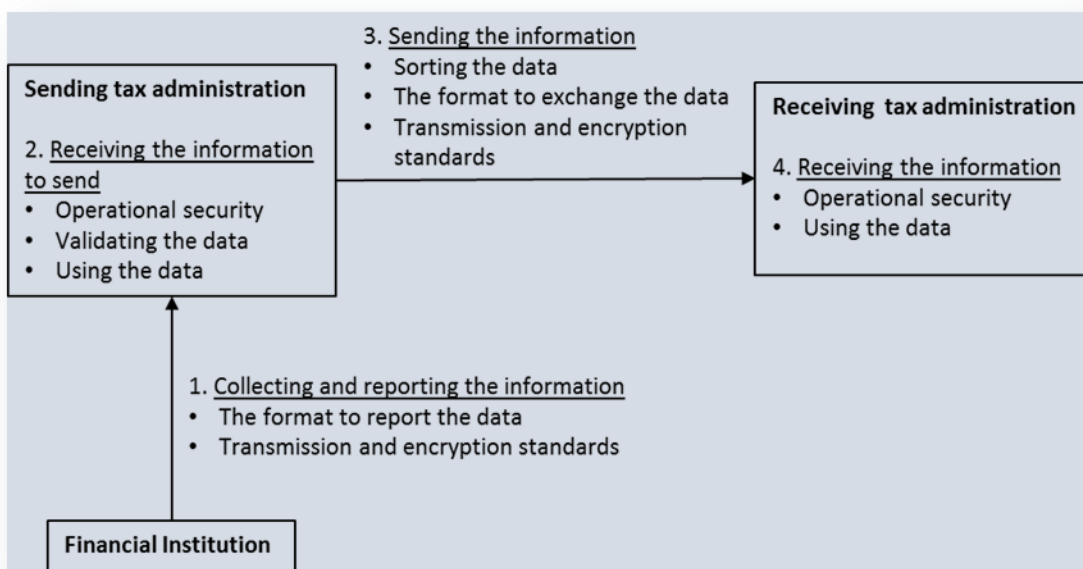 3. Sending the information
• Sorting the data
• The format to exchange the data
• Transmission and encryption
standards
Sending tax administration
2. Receiving the information
to send
• Operational security
• Validating the data
• Using the data
Receiving tax administration
4. Receiving the information
• Operational security
• Using the data
1. Collecting and reporting the information
• The format to report the data
• Transmission and encryption standards
Financial Institution